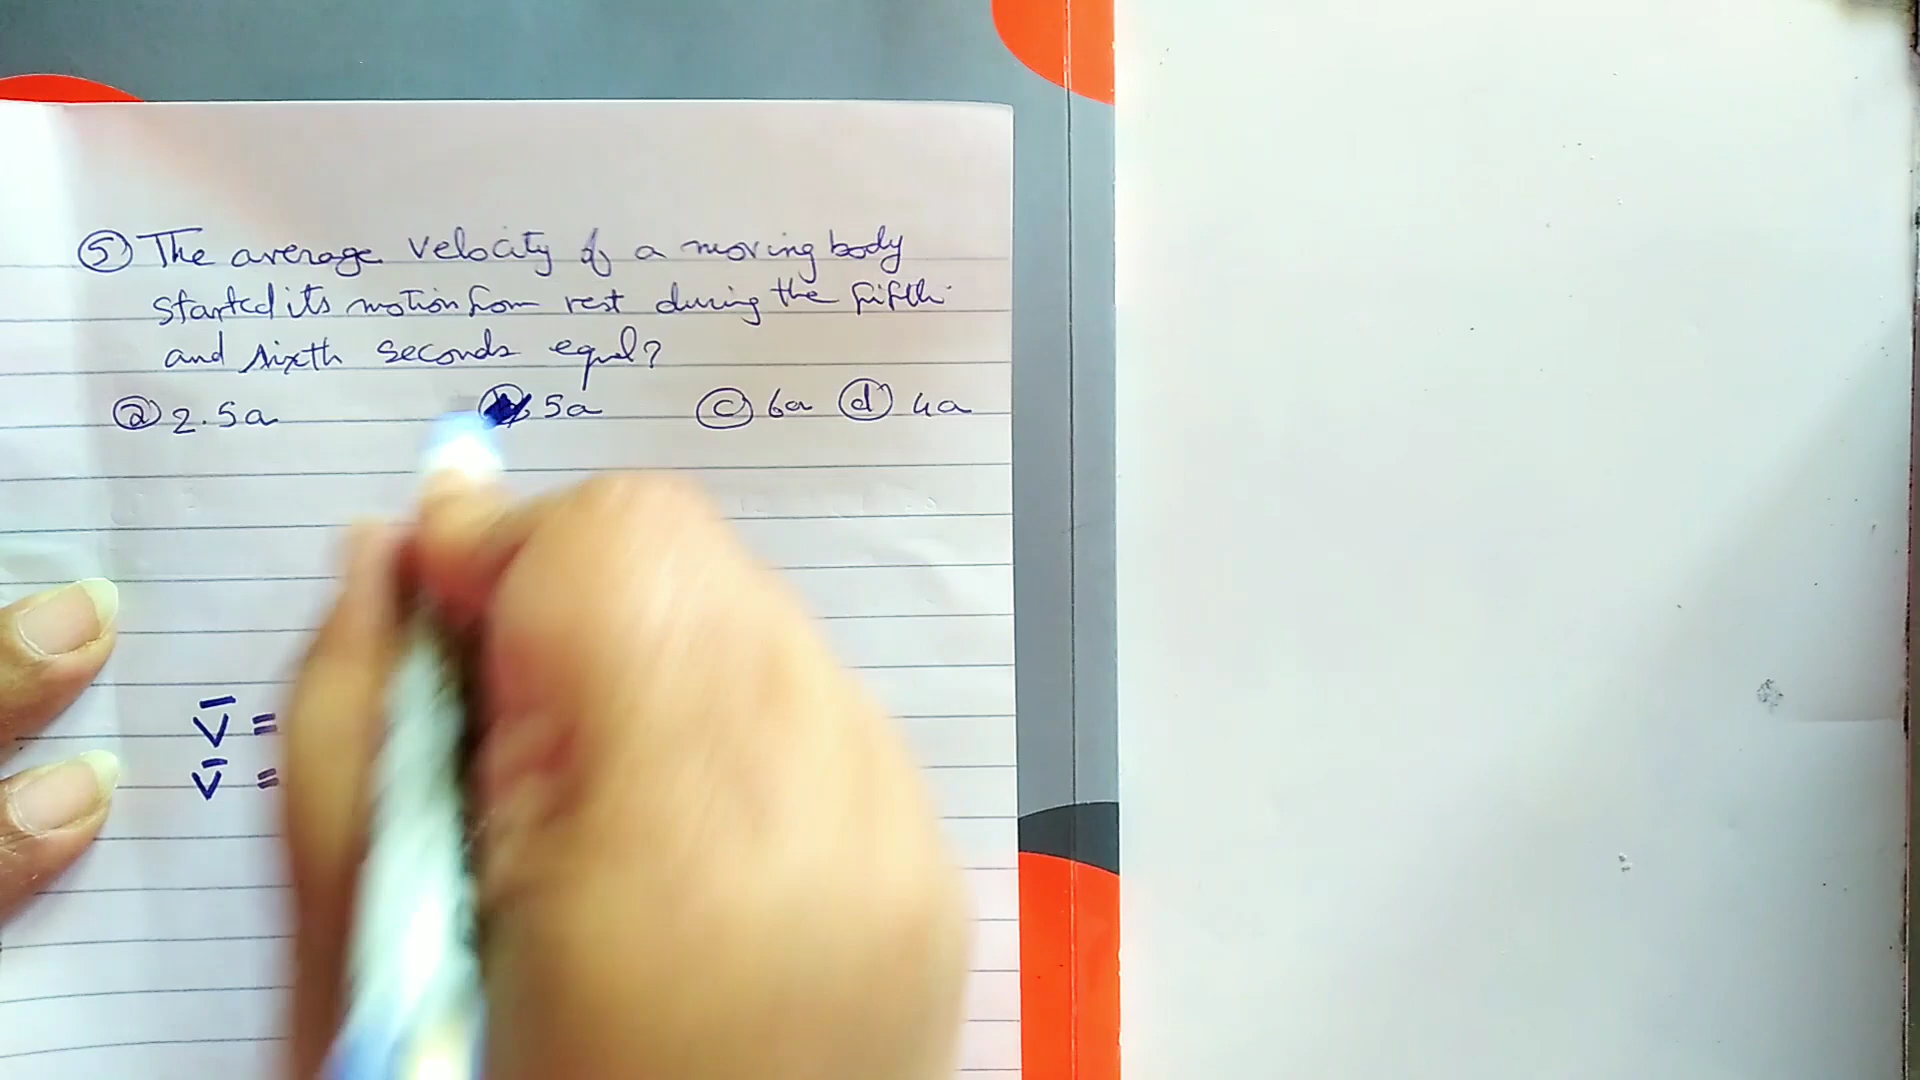 ⑤ The average velocity of a moving body
started its motion from rest during the fifth
and sixth seconds equal?
ⓐ 2.5a ⓑ 5a ⓒ 6a ⓓ 4a
V̅ =
V̅ =